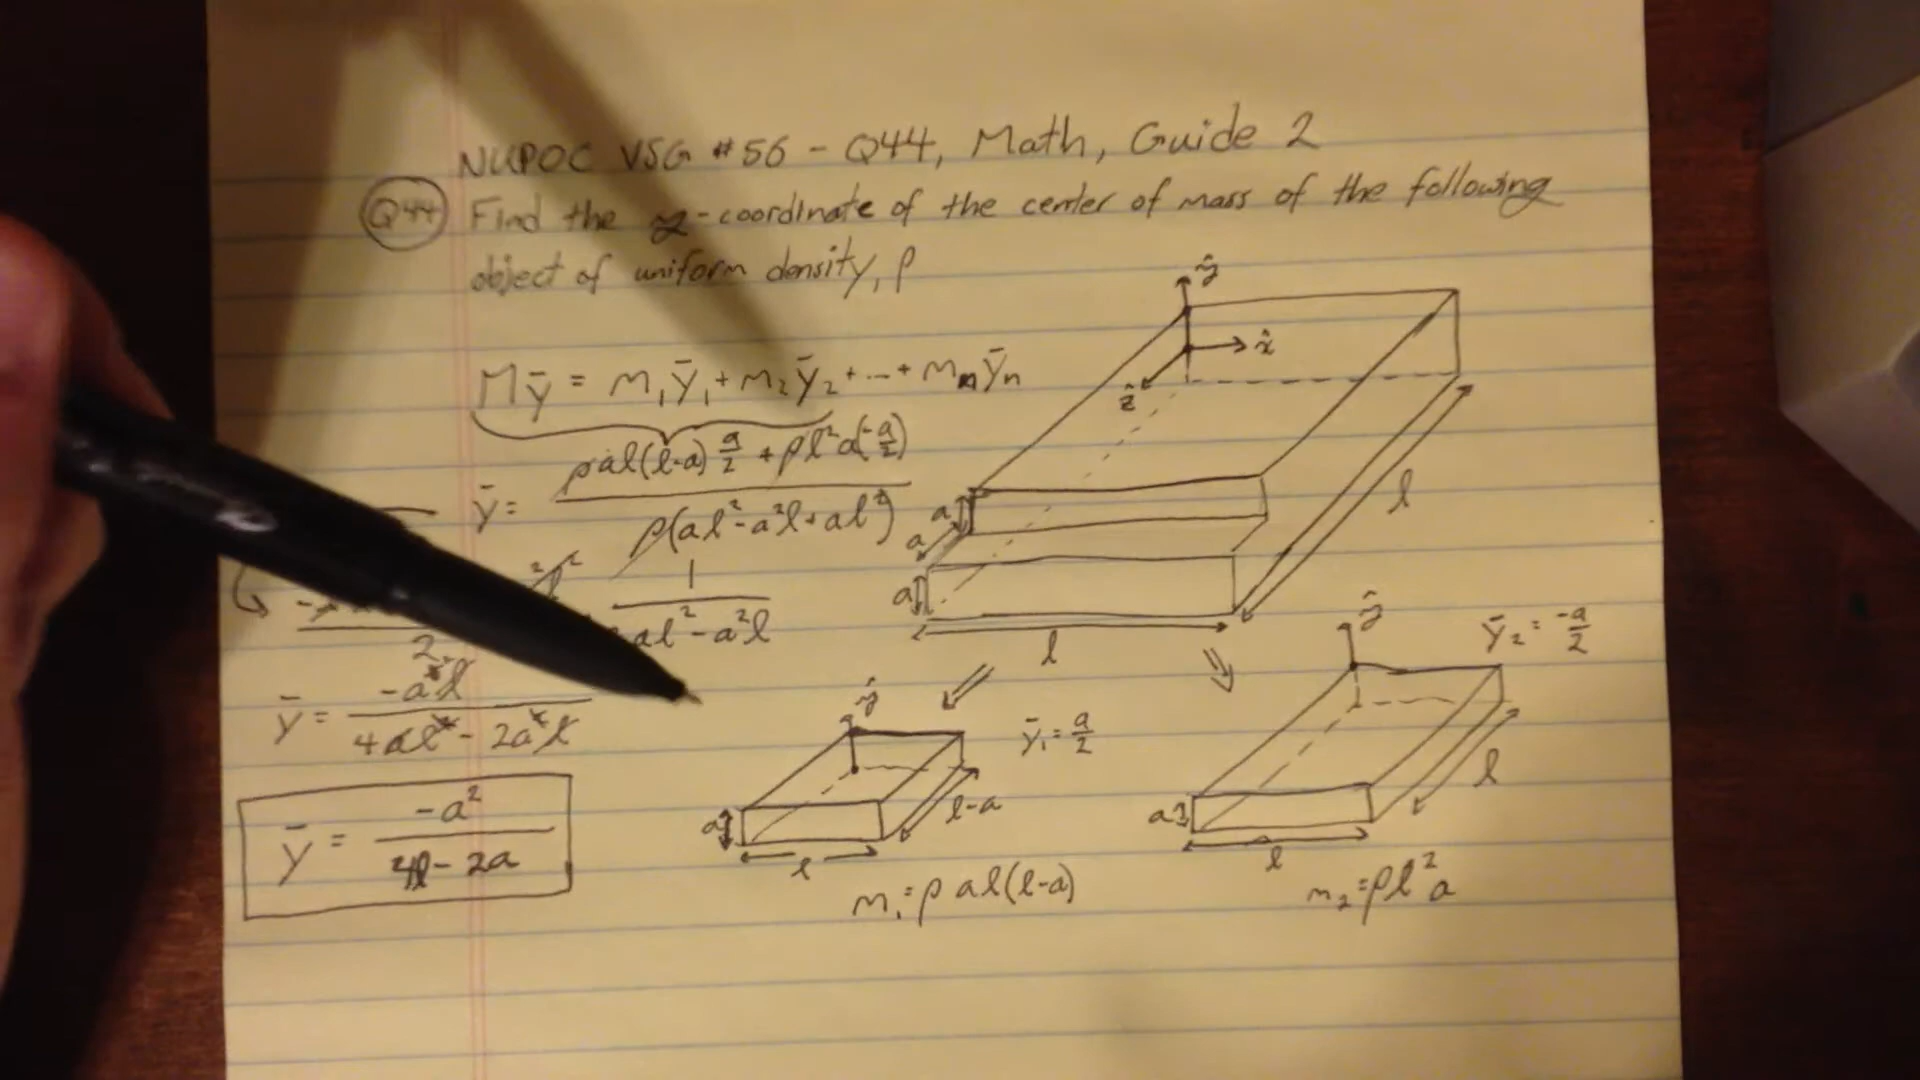 NUPOC VSG #56 - Q44, Math, Guide 2
Q44 Find the y-coordinate of the center of mass of the following
object of uniform density, ρ
Mȳ = m₁ȳ₁ + m₂ȳ₂ + ... + mₙȳₙ
ȳ = ρal(l-a) a/2 + ρl²a(-a/2) / ρ(al² - a²l + al²)
1 / al² - a²l
2
ȳ = -a²l / 4al² - 2a²l
ȳ = -a² / 4l - 2a
ŷ
x̂
ẑ
a
a
a
l
l
ŷ
ȳ₁ = a/2
a
l
l-a
m₁ = ρ al(l-a)
ŷ
ȳ₂ = -a/2
a
l
l
m₂ = ρl²a